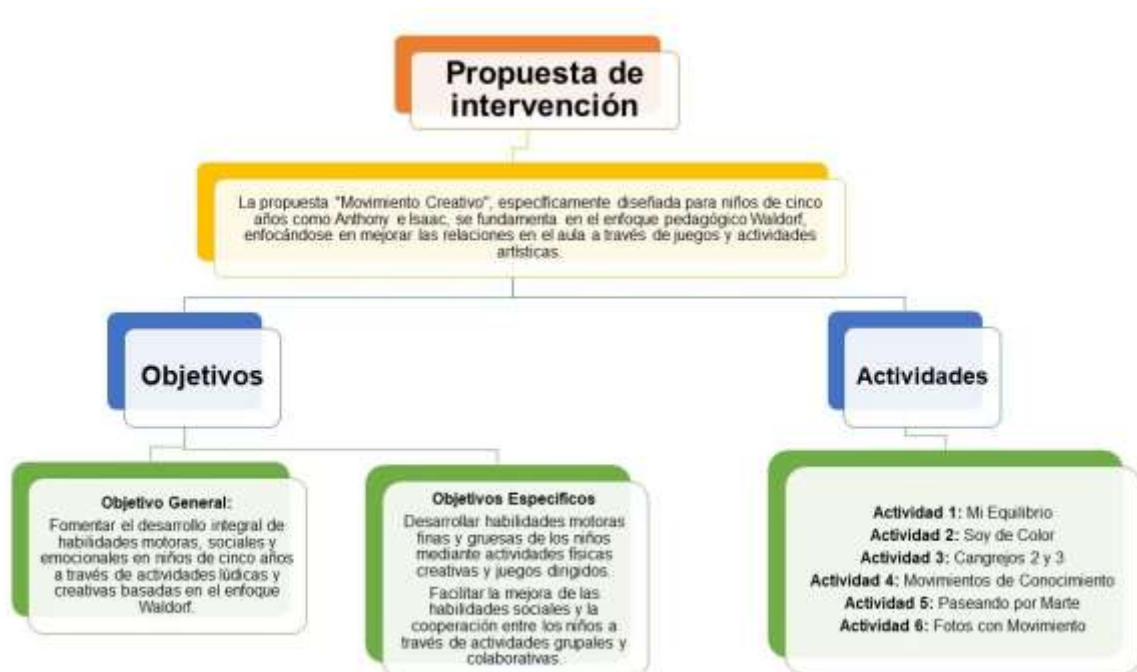 Propuesta de
intervención
La propuesta "Movimiento Creativo", específicamente diseñada para niños de cinco
años como Anthony e Isaac, se fundamenta en el enfoque pedagógico Waldorf,
enfocándose en mejorar las relaciones en el aula a través de juegos y actividades
artísticas.
Objetivos
Actividades
Objetivo General:
Fomentar el desarrollo integral de
habilidades motoras, sociales y
emocionales en niños de cinco años
a través de actividades lúdicas y
creativas basadas en el enfoque
Waldorf.
Objetivos Específicos
Desarrollar habilidades motoras
finas y gruesas de los niños
mediante actividades físicas
creativas y juegos dirigidos.
Facilitar la mejora de las
habilidades sociales y la
cooperación entre los niños a
través de actividades grupales y
colaborativas.
Actividad 1: Mi Equilibrio
Actividad 2: Soy de Color
Actividad 3: Cangrejos 2 y 3
Actividad 4: Movimientos de Conocimiento
Actividad 5: Paseando por Marte
Actividad 6: Fotos con Movimiento